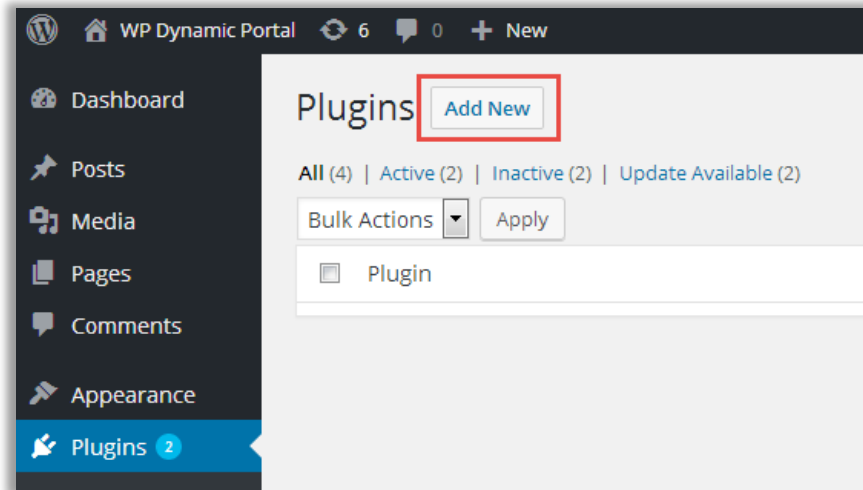 WP Dynamic Portal 6 0 + New
Dashboard
Posts
Media
Pages
Comments
Appearance
Plugins 2
Plugins Add New
All (4) | Active (2) | Inactive (2) | Update Available (2)
Bulk Actions Apply
Plugin